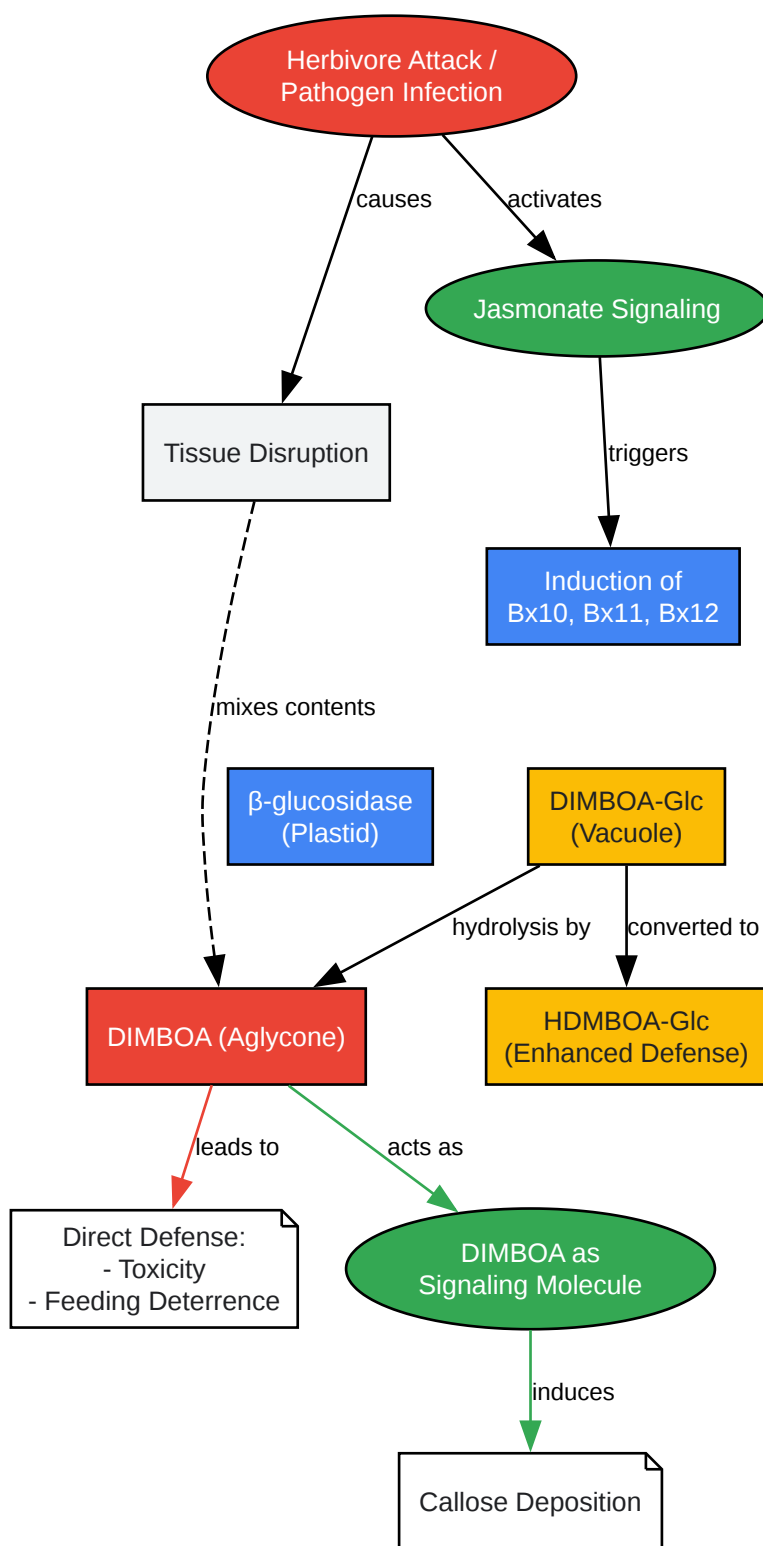 Herbivore Attack /
Pathogen Infection
causes
activates
Jasmonate Signaling
Tissue Disruption
triggers
Induction of
Bx10, Bx11, Bx12
mixes contents
β-glucosidase
(Plastid)
DIMBOA-Glc
(Vacuole)
hydrolysis by
converted to
DIMBOA (Aglycone)
HDMBOA-Glc
(Enhanced Defense)
leads to
acts as
Direct Defense:
- Toxicity
- Feeding Deterrence
DIMBOA as
Signaling Molecule
induces
Callose Deposition